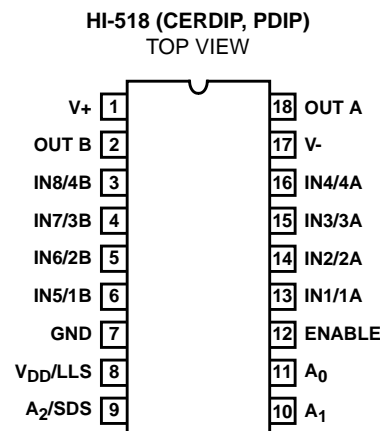 HI-518 (CERDIP, PDIP)
TOP VIEW
V+ 1 18 OUT A
OUT B 2 17 V-
IN8/4B 3 16 IN4/4A
IN7/3B 4 15 IN3/3A
IN6/2B 5 14 IN2/2A
IN5/1B 6 13 IN1/1A
GND 7 12 ENABLE
VDD/LLS 8 11 A0
A2/SDS 9 10 A1